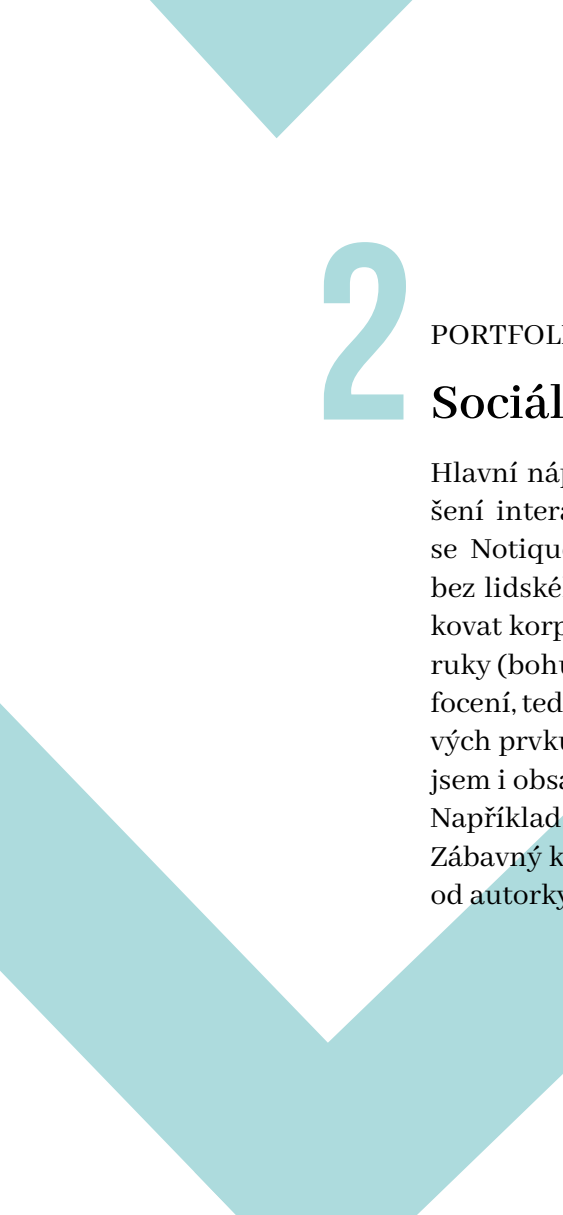 2
PORTFOLI
Sociál
Hlavní náp
šení intera
se Notique
bez lidské
kovat korp
ruky (bohu
focení, ted
vých prvku
jsem i obsa
Například
Zábavný k
od autorky